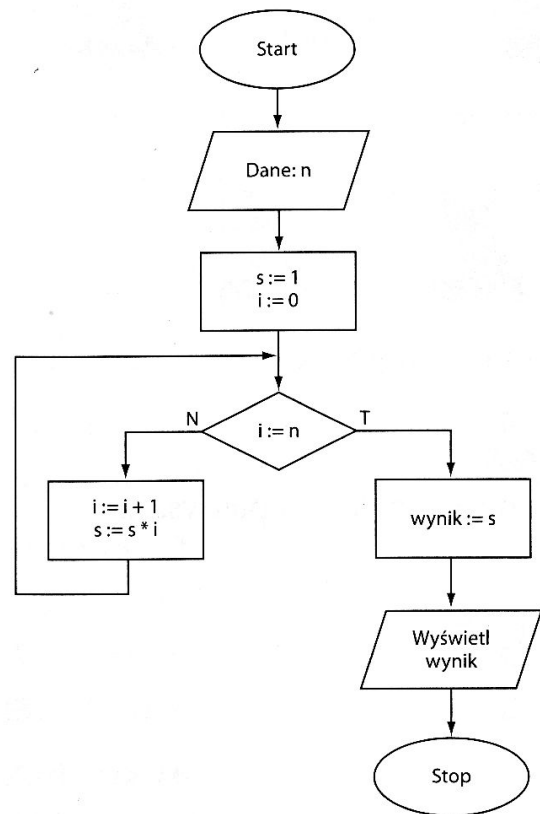 Start
Dane: n
s := 1
i := 0
i := n
N
T
i := i + 1
s := s * i
wynik := s
Wyświetl
wynik
Stop